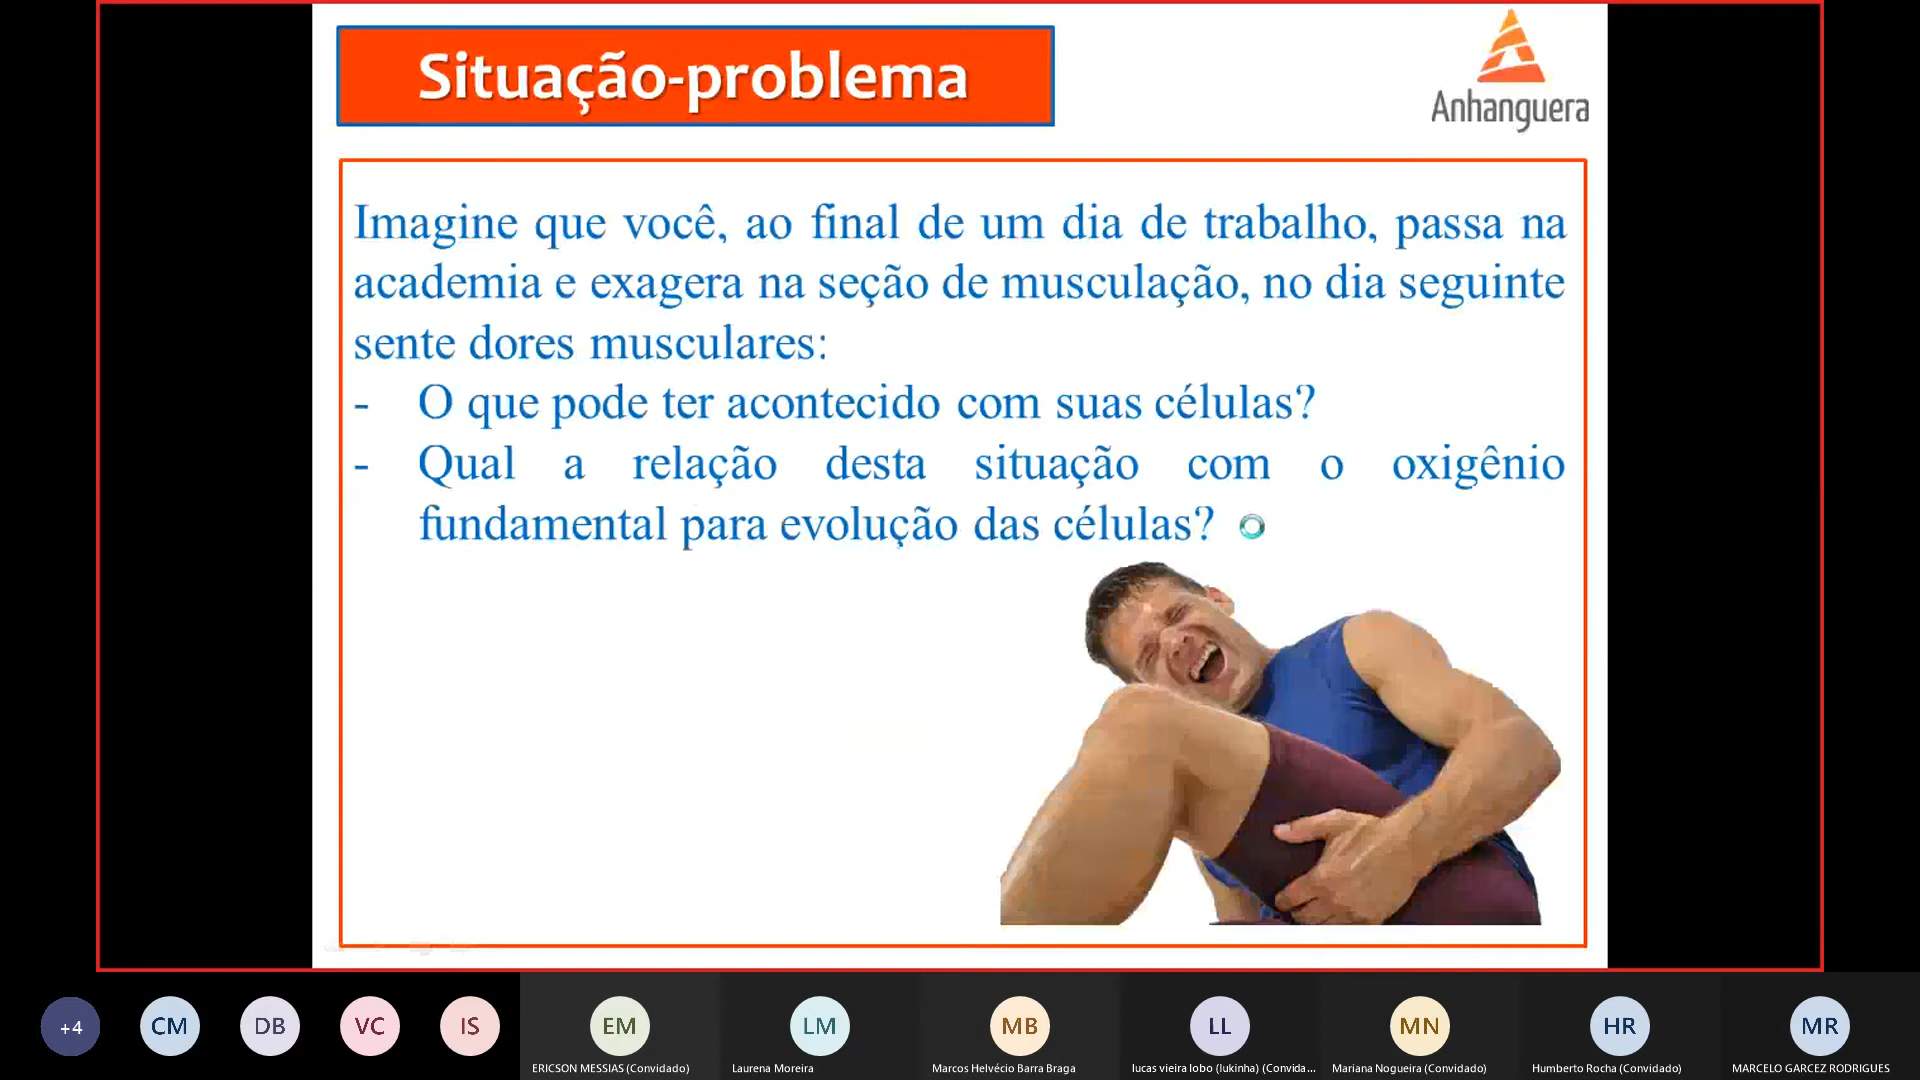 Situação-problema
Anhanguera
Imagine que você, ao final de um dia de trabalho, passa na
academia e exagera na seção de musculação, no dia seguinte
sente dores musculares:
- O que pode ter acontecido com suas células?
- Qual a relação desta situação com o oxigênio
fundamental para evolução das células?
+4
CM
DB
VC
IS
EM
LM
MB
LL
MN
HR
MR
ERICSON MESSIAS (Convidado)
Laurena Moreira
Marcos Helvécio Barra Braga
lucas vieira lobo (lukinha) (Convida...
Mariana Nogueira (Convidado)
Humberto Rocha (Convidado)
MARCELO GARCEZ RODRIGUES